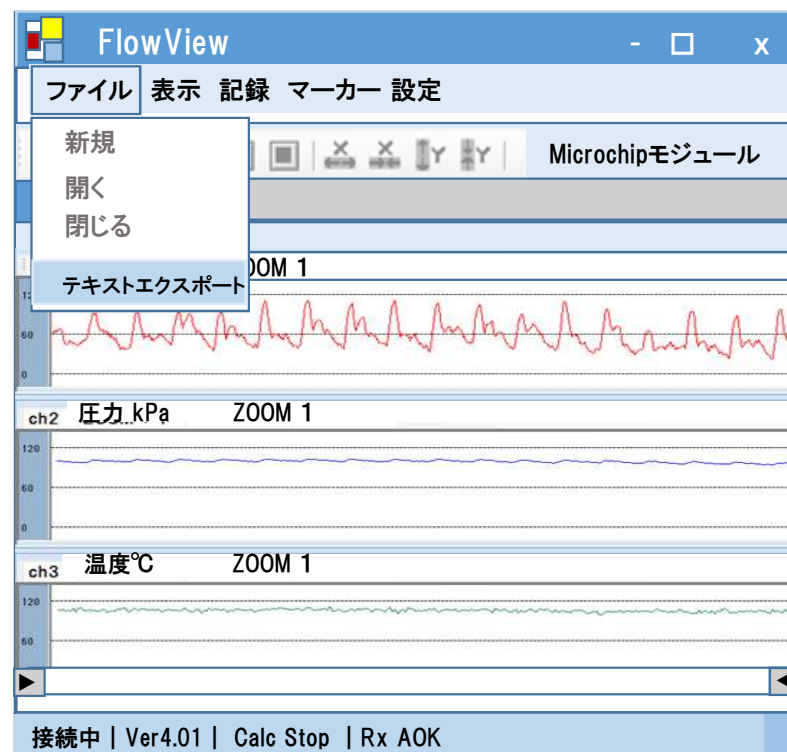 FlowView - □ x
ファイル 表示 記録 マーカー 設定
新規
X X Y Y Microchipモジュール
開く
閉じる
テキストエクスポート
ZOOM 1
60
0
ch2 圧力 kPa ZOOM 1
120
60
0
ch3 温度℃ ZOOM 1
120
60
接続中 | Ver4.01 | Calc Stop | Rx AOK